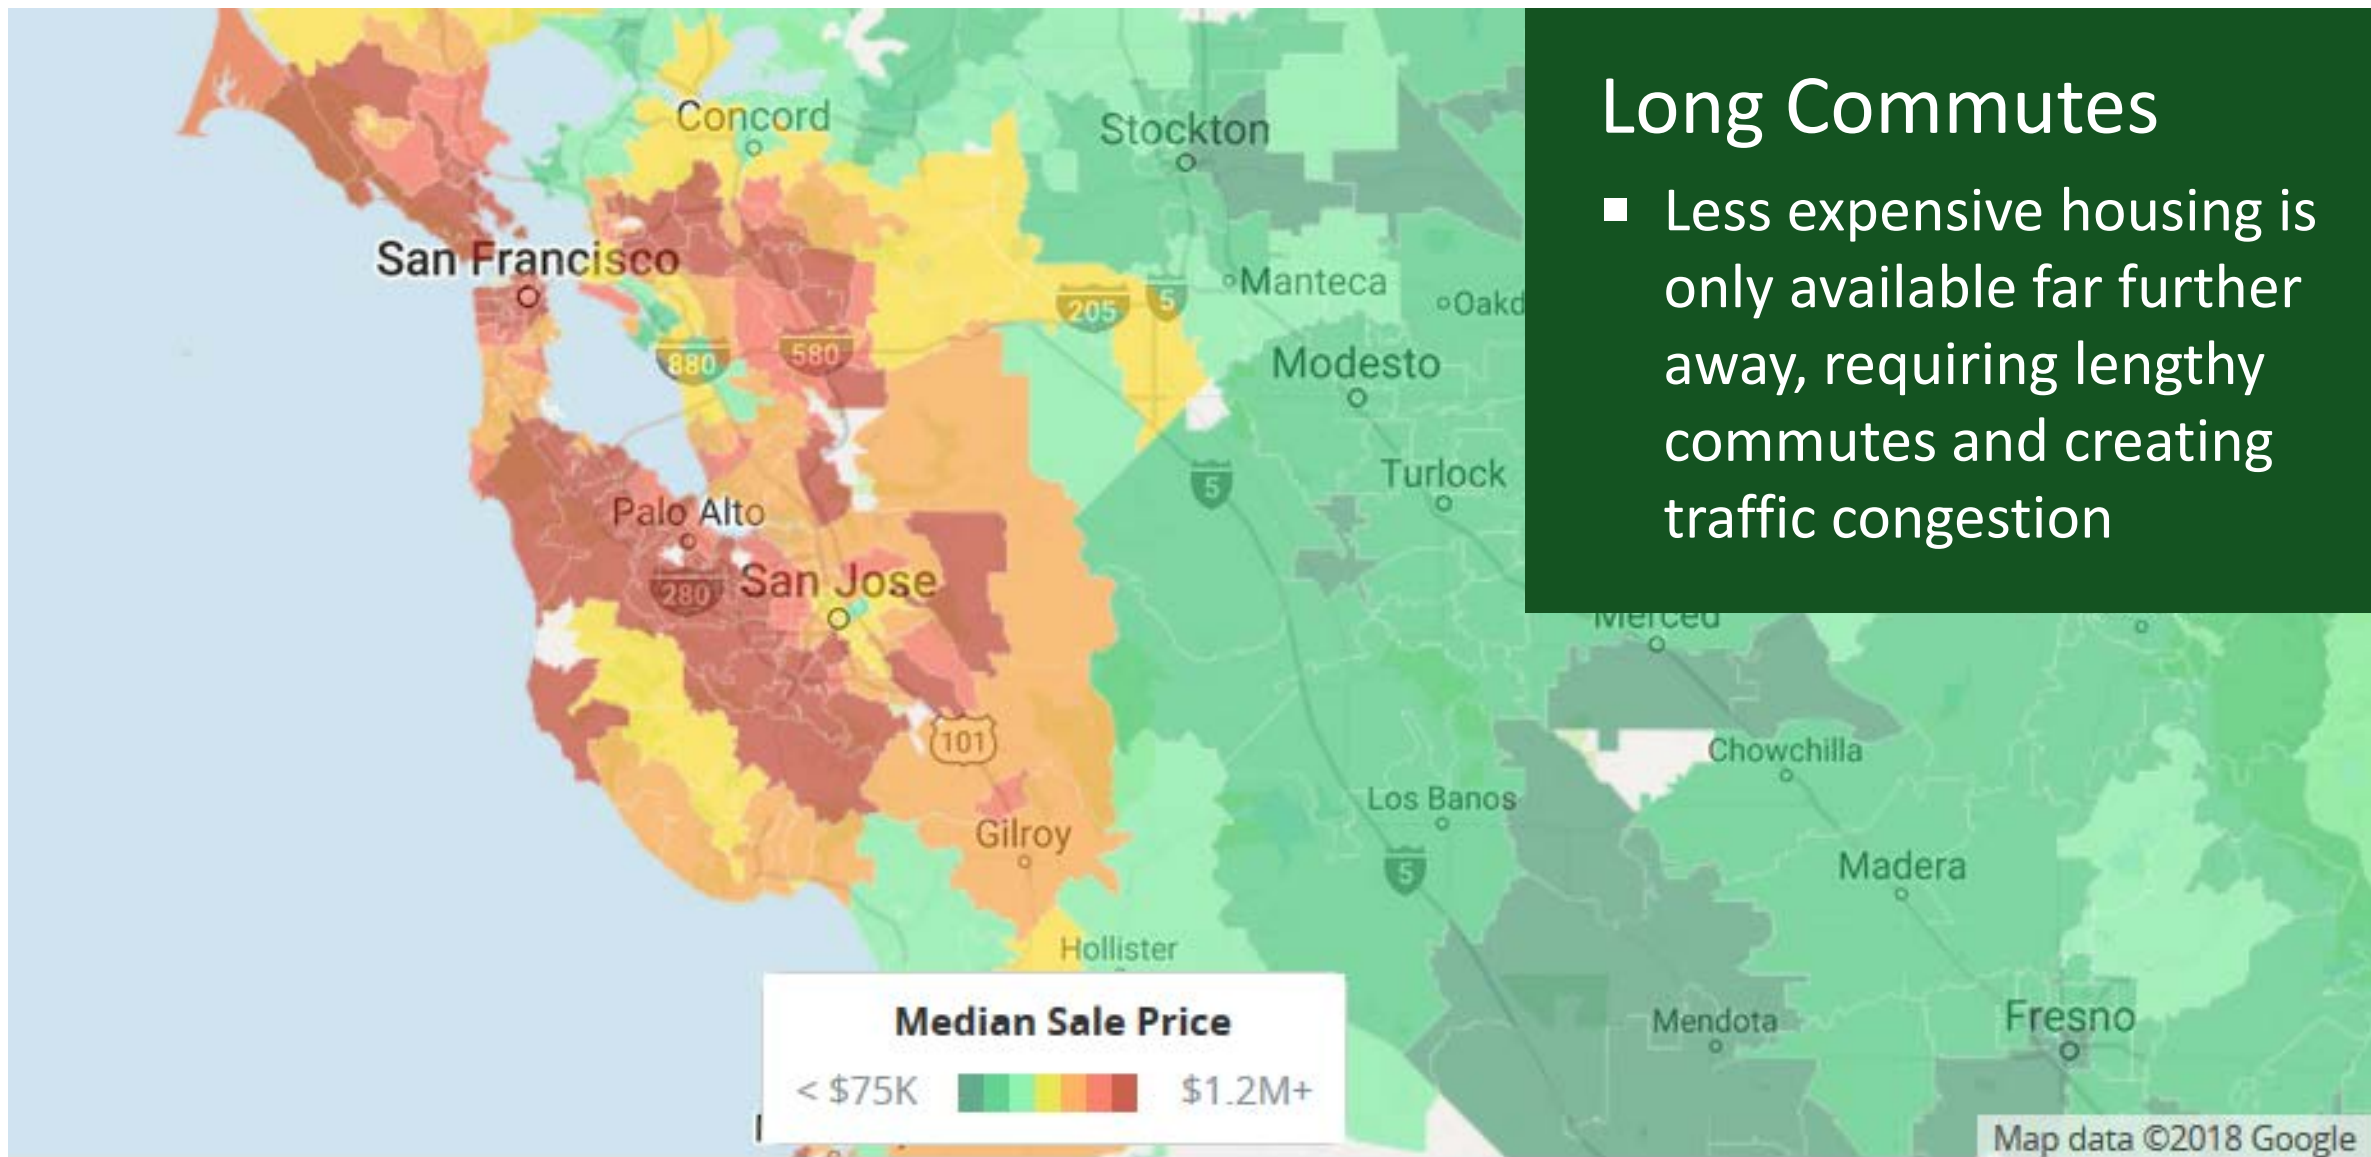 Long Commutes
▪ Less expensive housing is
only available far further
away, requiring lengthy
commutes and creating
traffic congestion
Concord
Stockton
San Francisco
Manteca
205
5
Oakd
880
580
Modesto
Turlock
5
Palo Alto
280
San Jose
Merced
101
Chowchilla
Los Banos
Gilroy
5
Madera
Hollister
Mendota
Fresno
Median Sale Price
< $75K
$1.2M+
Map data ©2018 Google